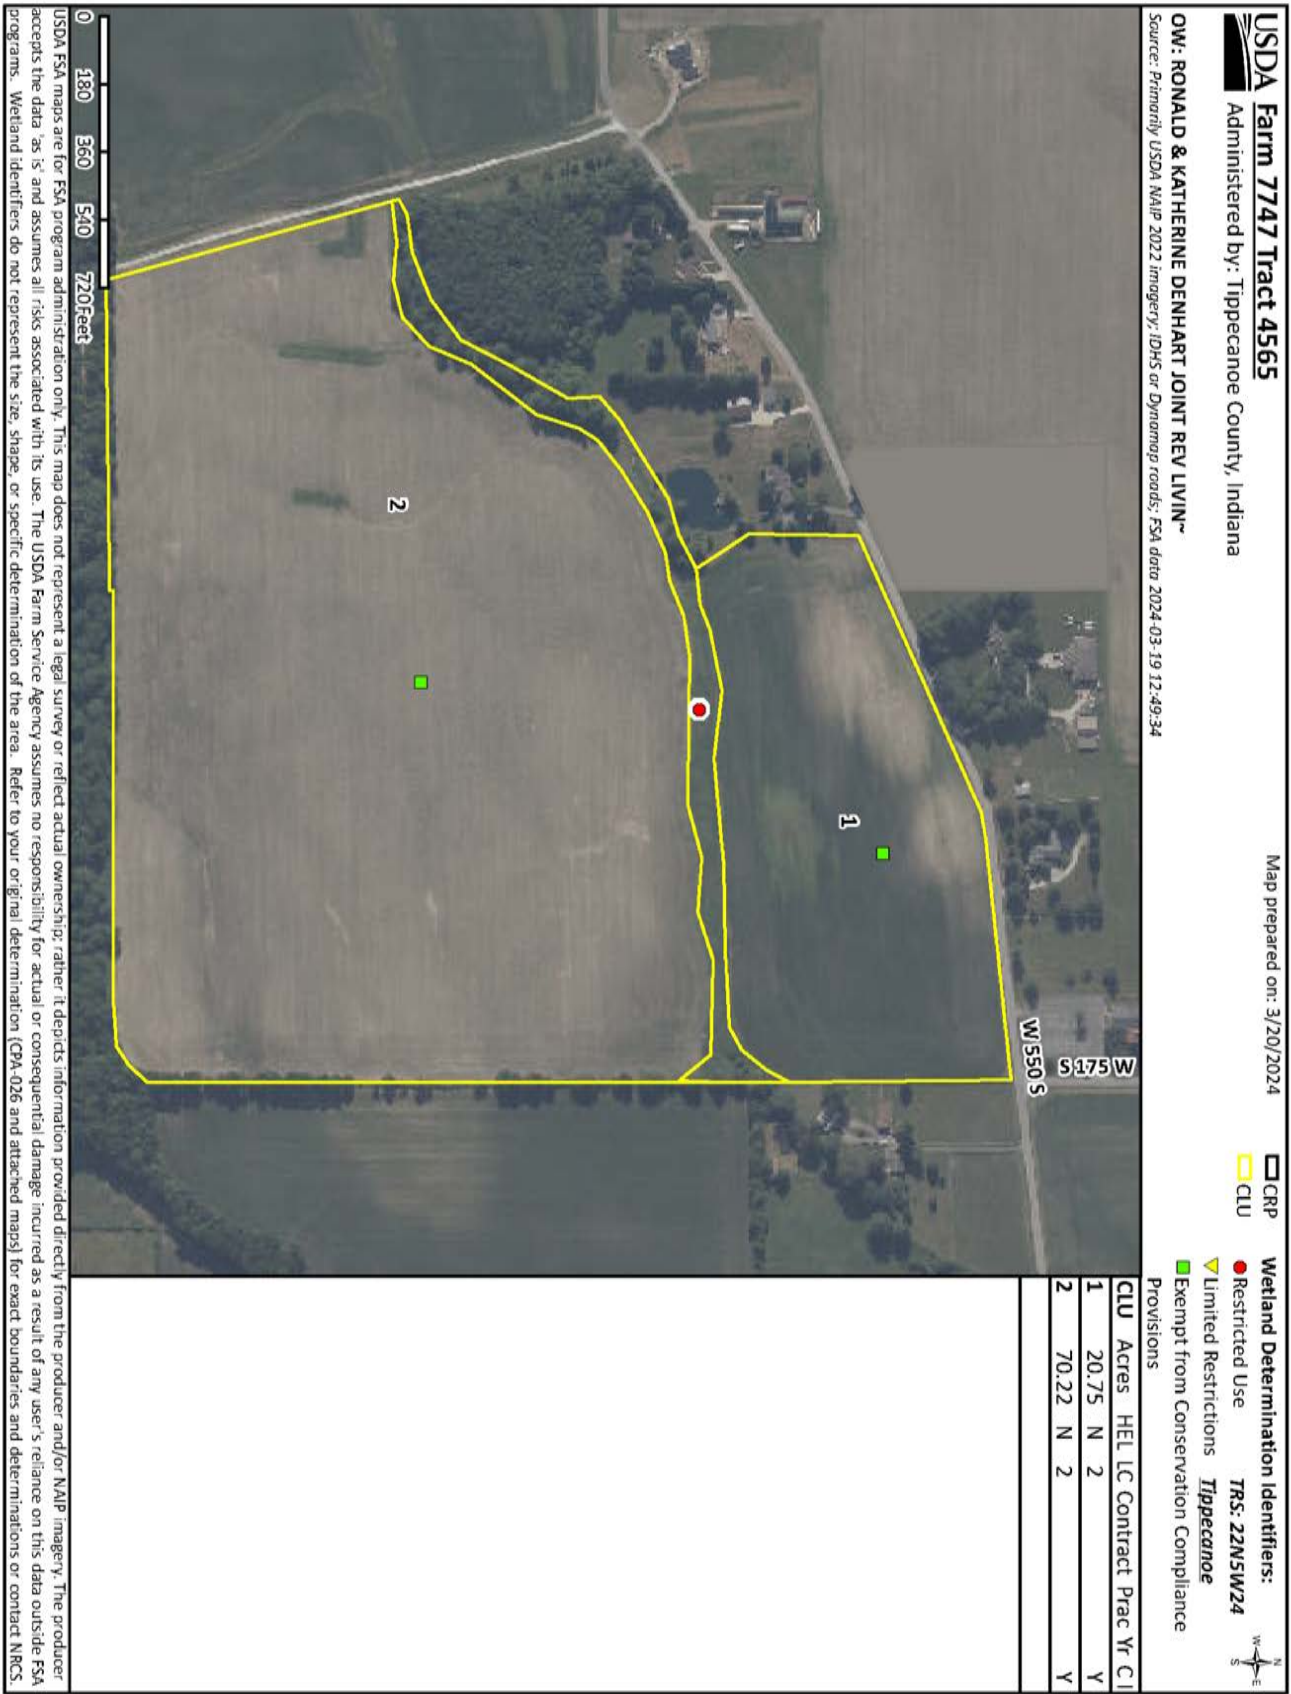 USDA Farm 7747 Tract 4565
Administered by: Tippecanoe County, Indiana
Map prepared on: 3/20/2024
CRP
CLU
Wetland Determination Identifiers:
Restricted Use
TRS: 22N5W24
Limited Restrictions
Tippecanoe
Exempt from Conservation Compliance
Provisions
N
W
E
S
OW: RONALD & KATHERINE DENHART JOINT REV LIVIN~
Source: Primarily USDA NAIP 2022 imagery; IDHS or Dynamap roads; FSA data 2024-03-19 12:49:34
S 175 W
W 550 S
1
2
CLU Acres HEL LC Contract Prac Yr C I
1 20.75 N 2 Y
2 70.22 N 2 Y
0 180 360 540 720 Feet
USDA FSA maps are for FSA program administration only. This map does not represent a legal survey or reflect actual ownership; rather it depicts information provided directly from the producer and/or NAIP imagery. The producer
accepts the data 'as is' and assumes all risks associated with its use. The USDA Farm Service Agency assumes no responsibility for actual or consequential damage incurred as a result of any user's reliance on this data outside FSA
programs. Wetland identifiers do not represent the size, shape, or specific determination of the area. Refer to your original determination (CPA-026 and attached maps) for exact boundaries and determinations or contact NRCS.